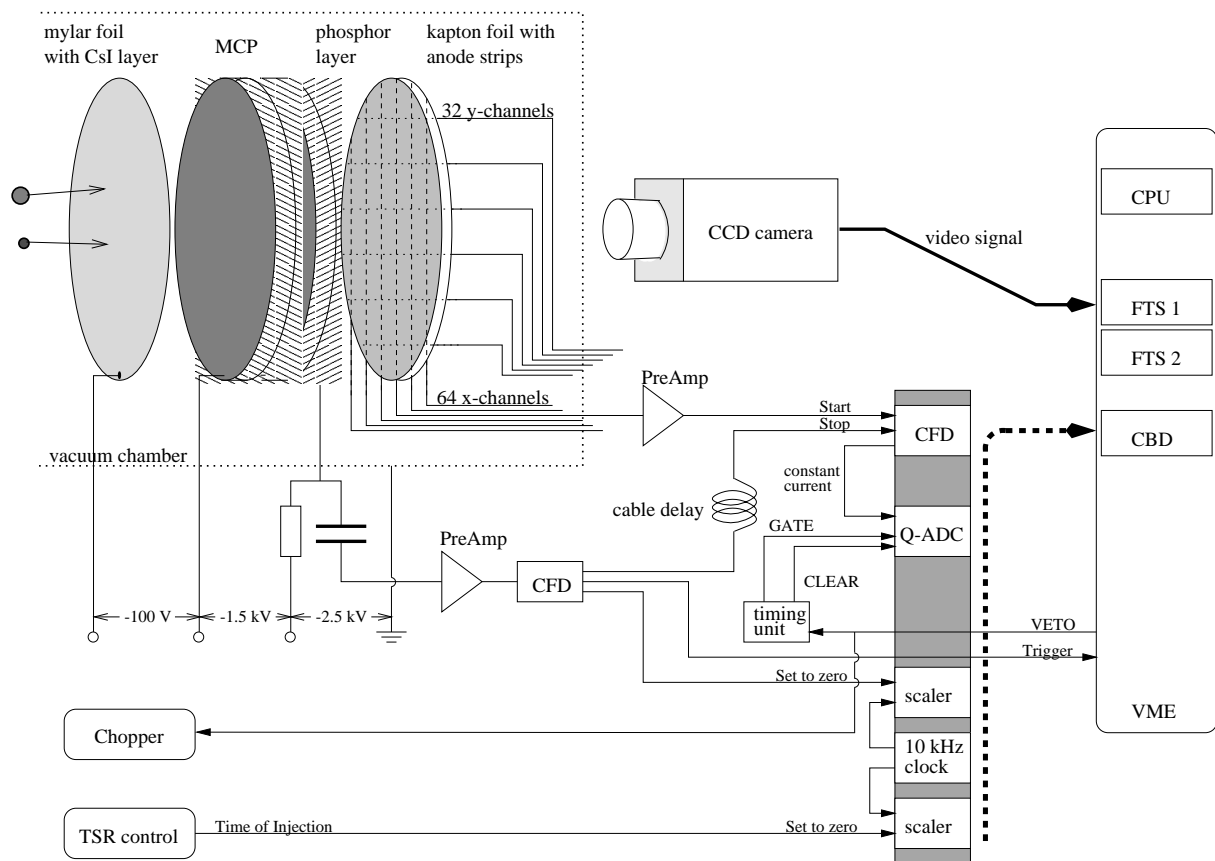 mylar foil
with CsI layer
MCP
phosphor
layer
kapton foil with
anode strips
32 y-channels
64 x-channels
vacuum chamber
CCD camera
video signal
CPU
FTS 1
FTS 2
CBD
VME
PreAmp
Start
Stop
CFD
constant
current
cable delay
GATE
Q-ADC
CLEAR
timing
unit
PreAmp
CFD
-100 V
-1.5 kV
-2.5 kV
VETO
Trigger
Set to zero
scaler
10 kHz
clock
Chopper
TSR control
Time of Injection
Set to zero
scaler